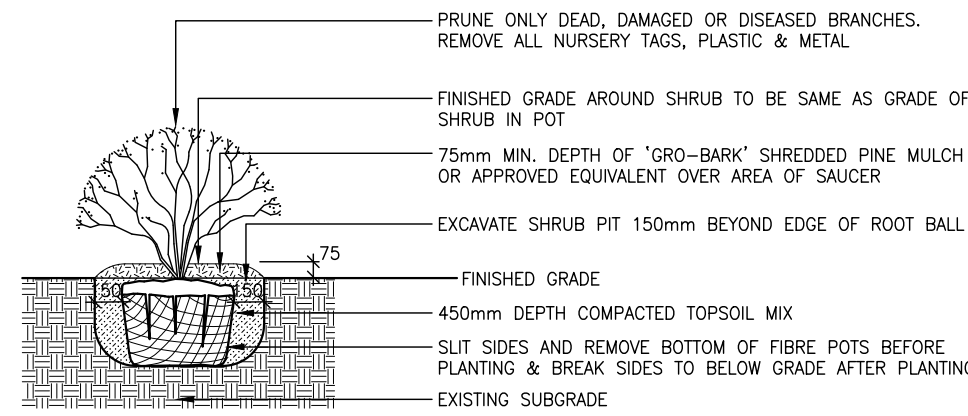 PRUNE ONLY DEAD, DAMAGED OR DISEASED BRANCHES.
REMOVE ALL NURSERY TAGS, PLASTIC & METAL
FINISHED GRADE AROUND SHRUB TO BE SAME AS GRADE OF
SHRUB IN POT
75mm MIN. DEPTH OF 'GRO-BARK' SHREDDED PINE MULCH
OR APPROVED EQUIVALENT OVER AREA OF SAUCER
EXCAVATE SHRUB PIT 150mm BEYOND EDGE OF ROOT BALL
75
FINISHED GRADE
150 150
450mm DEPTH COMPACTED TOPSOIL MIX
SLIT SIDES AND REMOVE BOTTOM OF FIBRE POTS BEFORE
PLANTING & BREAK SIDES TO BELOW GRADE AFTER PLANTING
EXISTING SUBGRADE